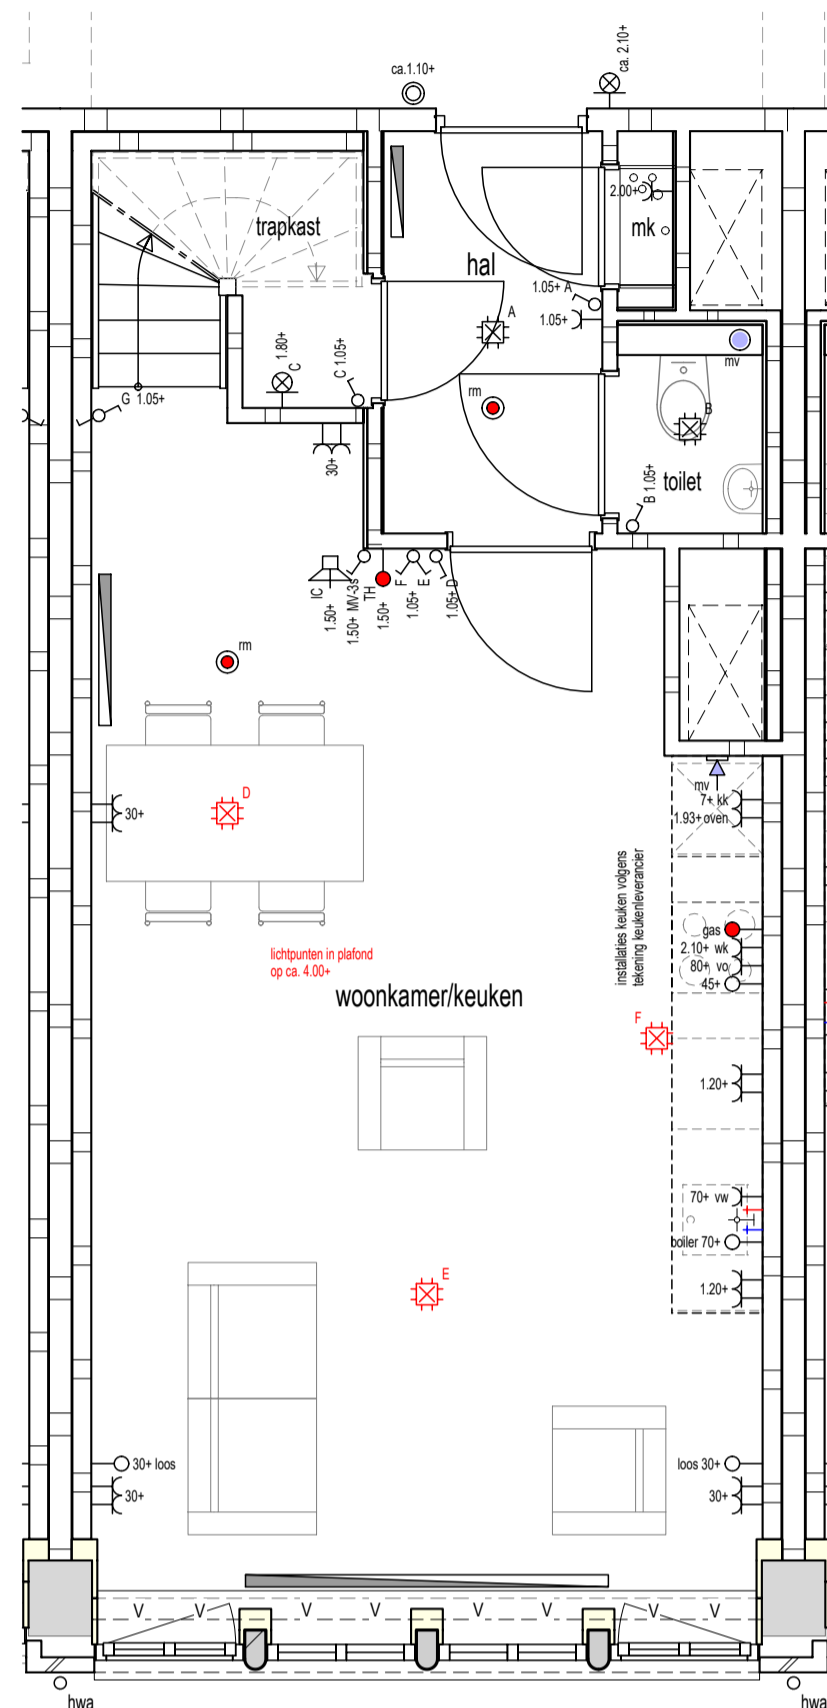 ca.1.10+
ca. 2.10+
trapkast
2.00+
mk
hal
1.05+ A
1.05+
A
mv
1.80+
C
C 1.05+
G 1.05+
rm
B
toilet
B 1.05+
30+
IC
1.50+
1.50+ MV-3s
TH
1.50+
F
1.05+
E
1.05+ D
rm
mv
7+ kk
1.93+ oven
D
30+
installaties keuken volgens
tekening keukenleverancier
gas
2.10+ wk
80+ vo
45+
lichtpunten in plafond
op ca. 4.00+
woonkamer/keuken
F
1.20+
70+ vw
boiler 70+
E
1.20+
30+ loos
loos 30+
30+
30+
V V V V V V V V
hwa
hwa